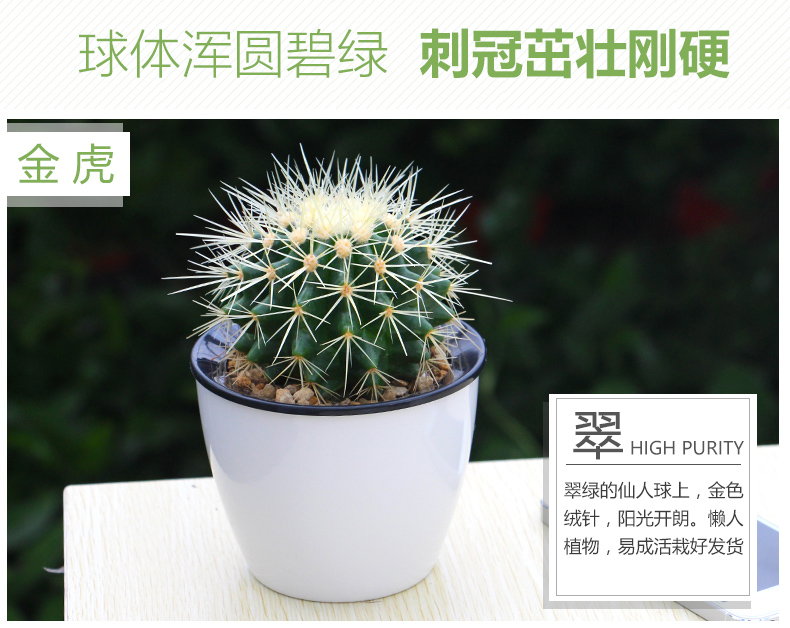 球体浑圆碧绿 刺冠茁壮刚硬
金虎
翠 HIGH PURITY
翠绿的仙人球上，金色
绒针，阳光开朗。懒人
植物，易成活栽好发货